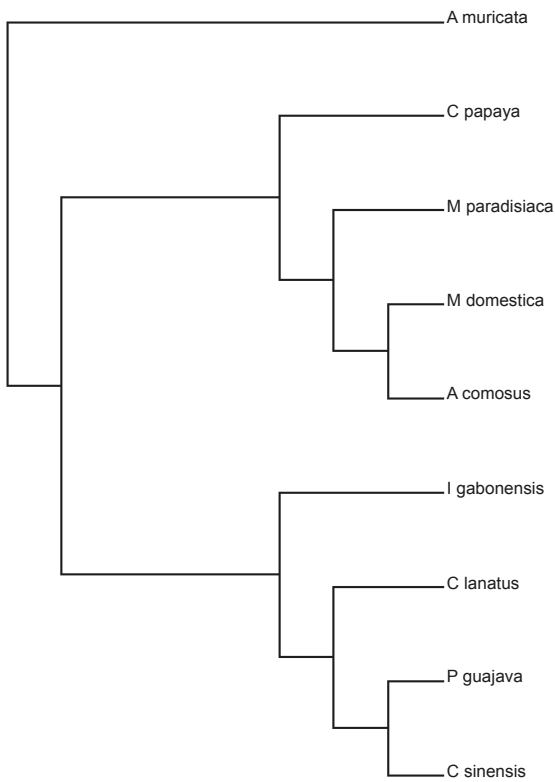 A muricata
C papaya
M paradisiaca
M domestica
A comosus
I gabonensis
C lanatus
P guajava
C sinensis